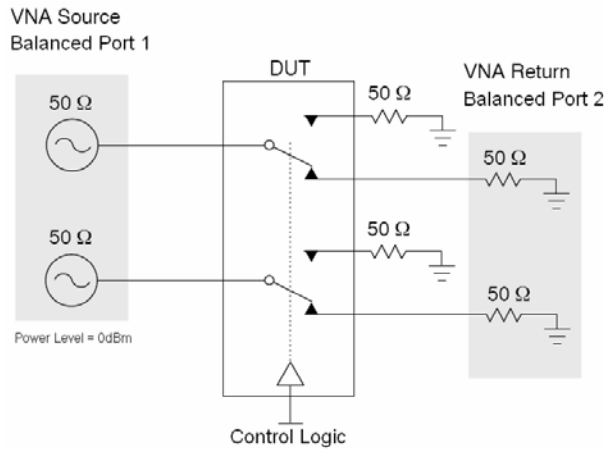 VNA Source
Balanced Port 1
50 Ω
50 Ω
Power Level = 0dBm
DUT
50 Ω
50 Ω
Control Logic
VNA Return
Balanced Port 2
50 Ω
50 Ω